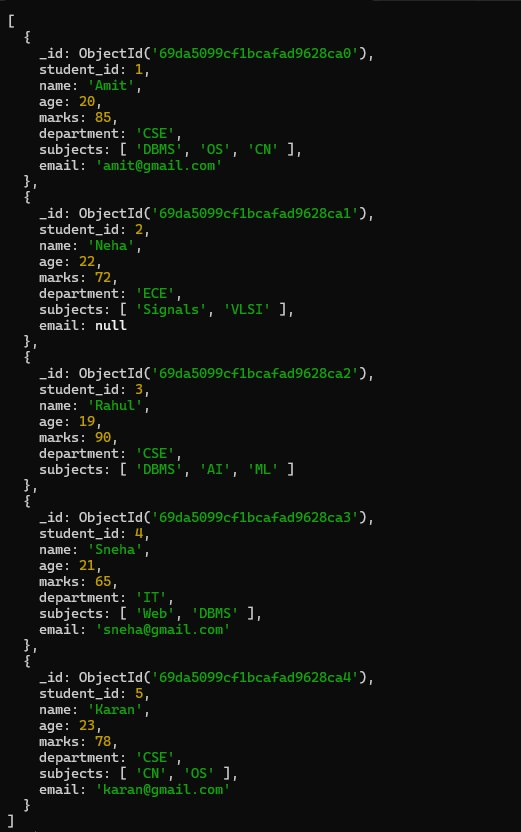 [
  {
    _id: ObjectId('69da5099cf1bcafad9628ca0'),
    student_id: 1,
    name: 'Amit',
    age: 20,
    marks: 85,
    department: 'CSE',
    subjects: [ 'DBMS', 'OS', 'CN' ],
    email: 'amit@gmail.com'
  },
  {
    _id: ObjectId('69da5099cf1bcafad9628ca1'),
    student_id: 2,
    name: 'Neha',
    age: 22,
    marks: 72,
    department: 'ECE',
    subjects: [ 'Signals', 'VLSI' ],
    email: null
  },
  {
    _id: ObjectId('69da5099cf1bcafad9628ca2'),
    student_id: 3,
    name: 'Rahul',
    age: 19,
    marks: 90,
    department: 'CSE',
    subjects: [ 'DBMS', 'AI', 'ML' ]
  },
  {
    _id: ObjectId('69da5099cf1bcafad9628ca3'),
    student_id: 4,
    name: 'Sneha',
    age: 21,
    marks: 65,
    department: 'IT',
    subjects: [ 'Web', 'DBMS' ],
    email: 'sneha@gmail.com'
  },
  {
    _id: ObjectId('69da5099cf1bcafad9628ca4'),
    student_id: 5,
    name: 'Karan',
    age: 23,
    marks: 78,
    department: 'CSE',
    subjects: [ 'CN', 'OS' ],
    email: 'karan@gmail.com'
  }
]